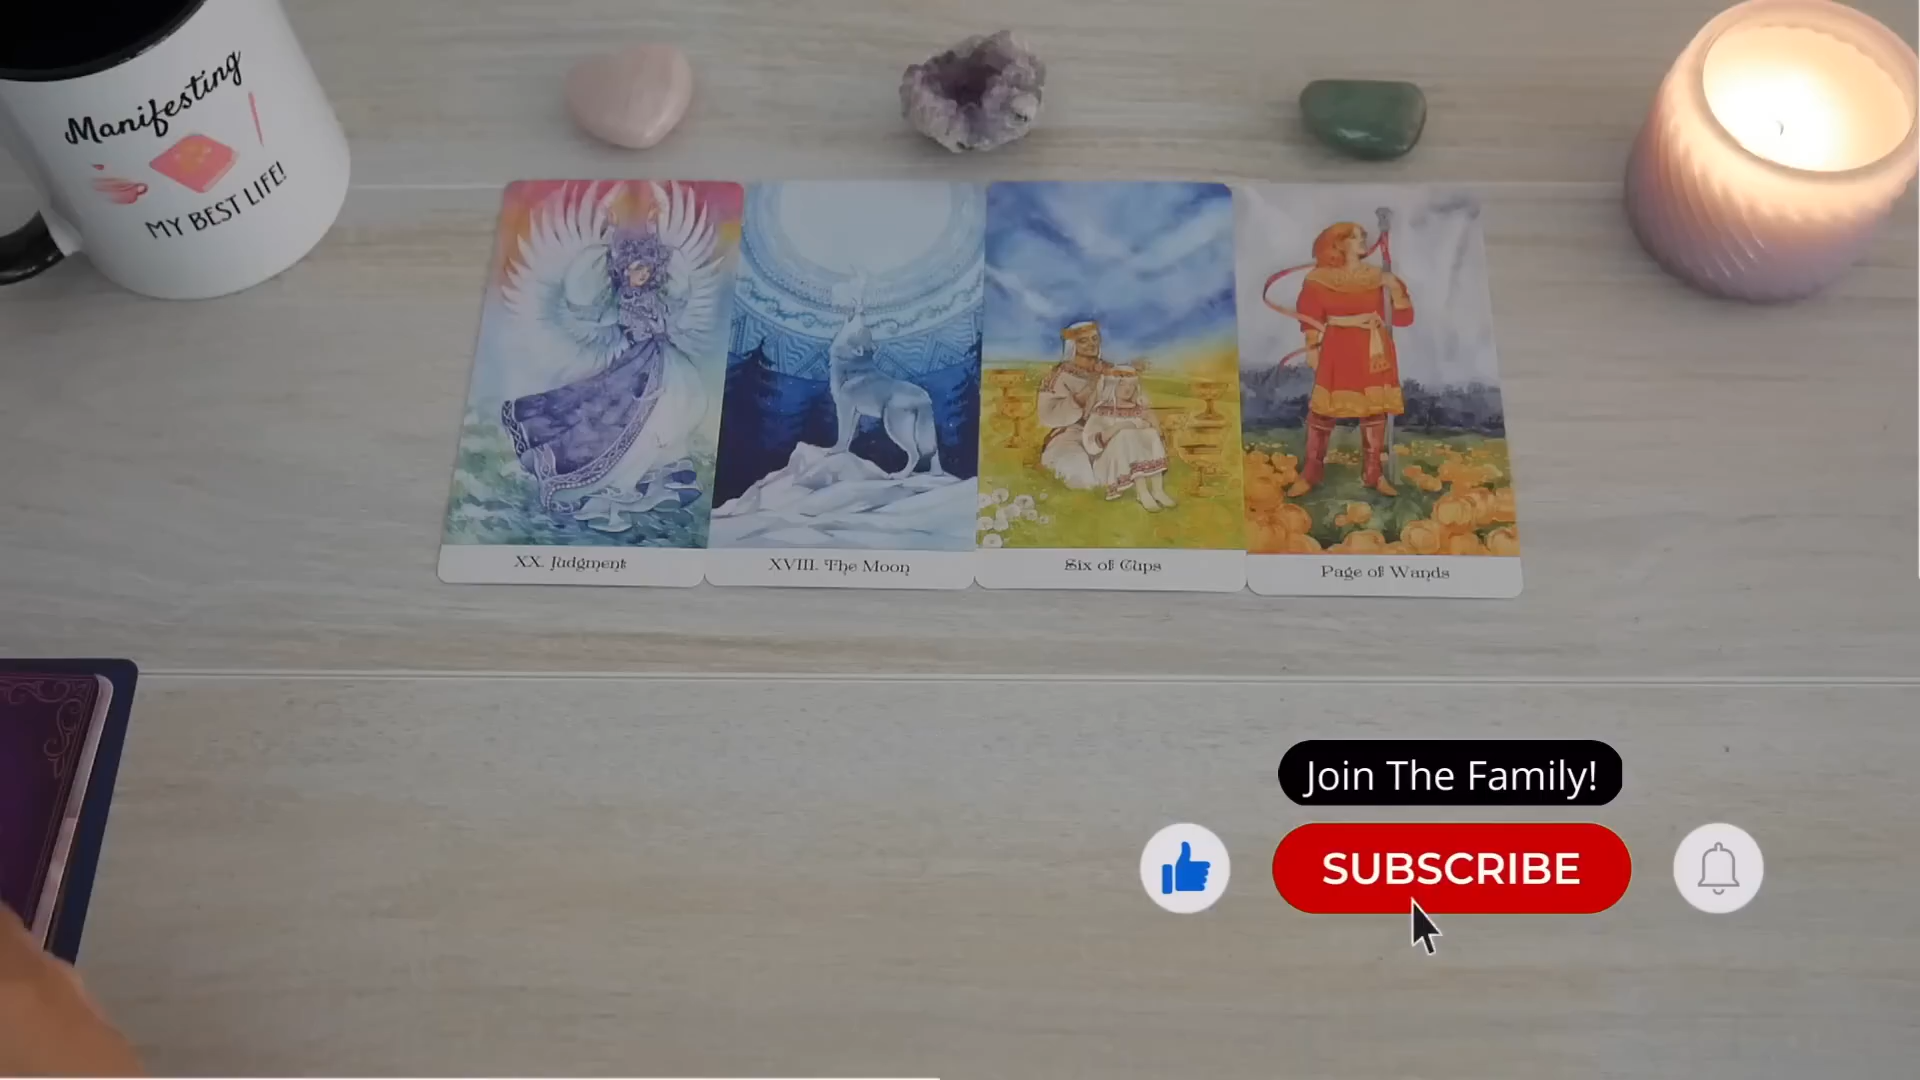 Manifesting
MY BEST LIFE!
XX. Judgment
XVIII. The Moon
Six of Cups
Page of Wands
Join The Family!
SUBSCRIBE